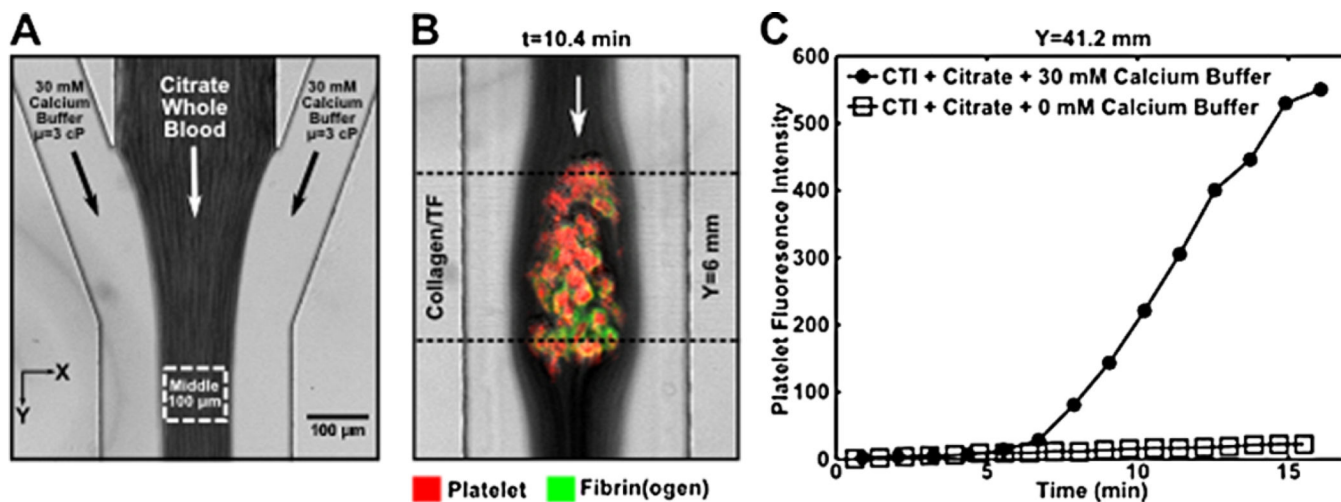 A
30 mM
Calcium
Buffer
μ=3 cP
Citrate
Whole
Blood
30 mM
Calcium
Buffer
μ=3 cP
Middle
100 μm
X
Y
100 μm
B
t=10.4 min
Collagen/TF
Y=6 mm
Platelet
Fibrin(ogen)
C
Y=41.2 mm
CTI + Citrate + 30 mM Calcium Buffer
CTI + Citrate + 0 mM Calcium Buffer
Platelet Fluoresence Intensity
600
500
400
300
200
100
0
0
5
10
15
Time (min)